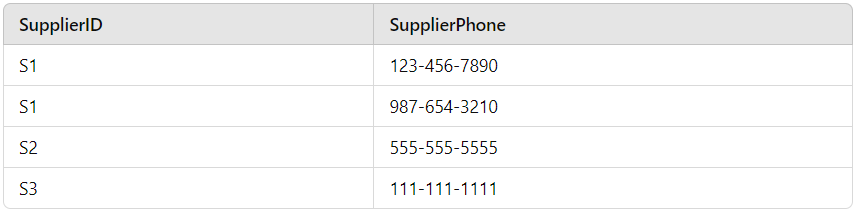 SupplierID SupplierPhone
S1 123-456-7890
S1 987-654-3210
S2 555-555-5555
S3 111-111-1111